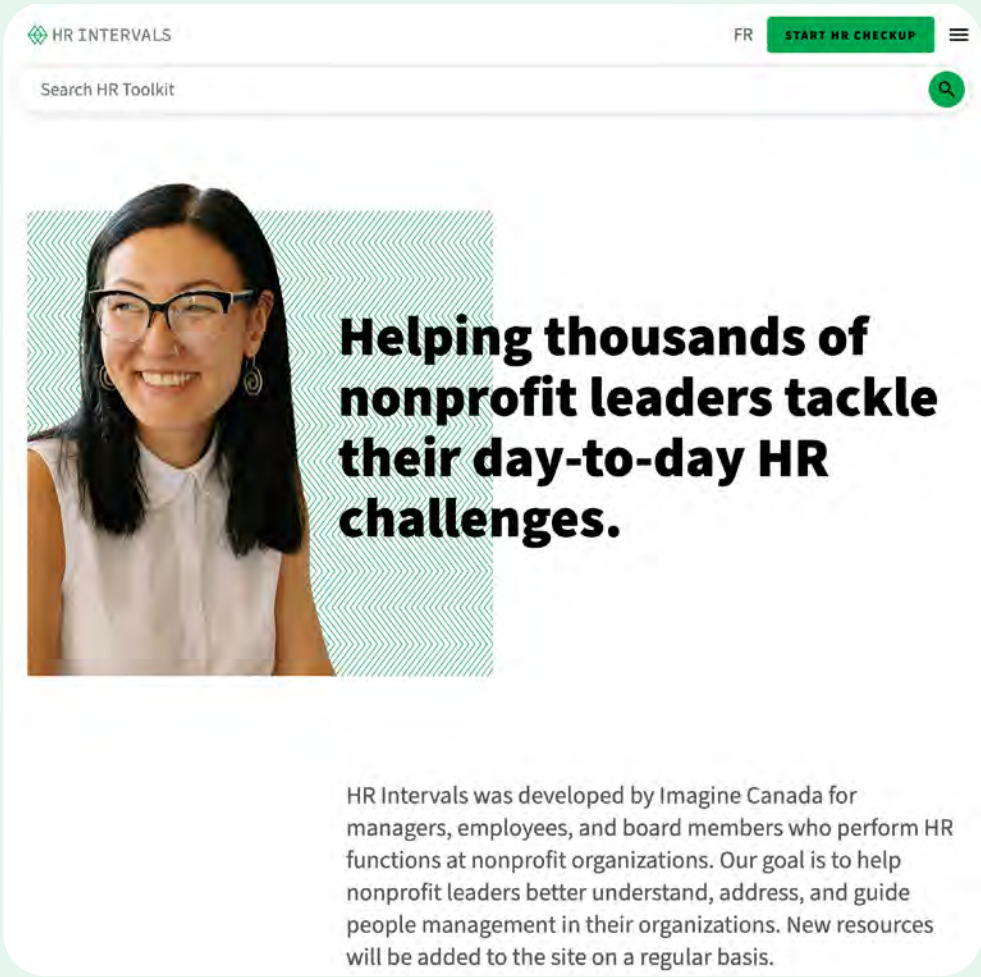 HR INTERVALS
FR
START HR CHECKUP
Search HR Toolkit
Helping thousands of
nonprofit leaders tackle
their day-to-day HR
challenges.
HR Intervals was developed by Imagine Canada for
managers, employees, and board members who perform HR
functions at nonprofit organizations. Our goal is to help
nonprofit leaders better understand, address, and guide
people management in their organizations. New resources
will be added to the site on a regular basis.